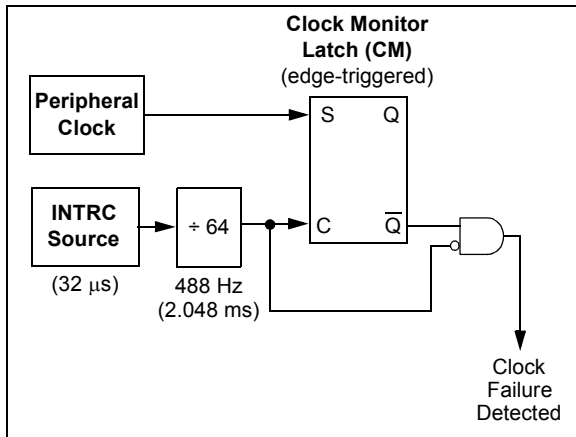 Clock Monitor
Latch (CM)
(edge-triggered)
Peripheral
Clock
S
Q
INTRC
Source
÷ 64
C
Q̅
(32 μs)
488 Hz
(2.048 ms)
Clock
Failure
Detected